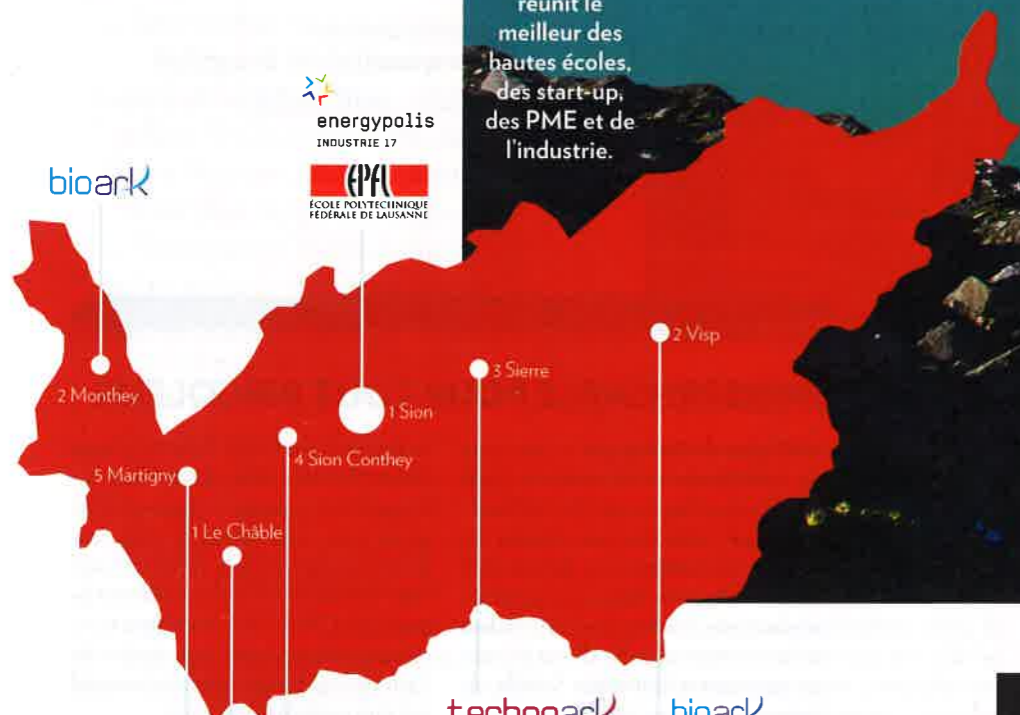 réunit le
meilleur des
hautes écoles,
des start-up,
des PME et de
l'industrie.
energypolis
INDUSTRIE 17
bioark
EPFL
ÉCOLE POLYTECHNIQUE
FÉDÉRALE DE LAUSANNE
2 Visp
3 Sierre
2 Monthey
1 Sion
4 Sion Conthey
5 Martigny
1 Le Châble
technoark
bioark